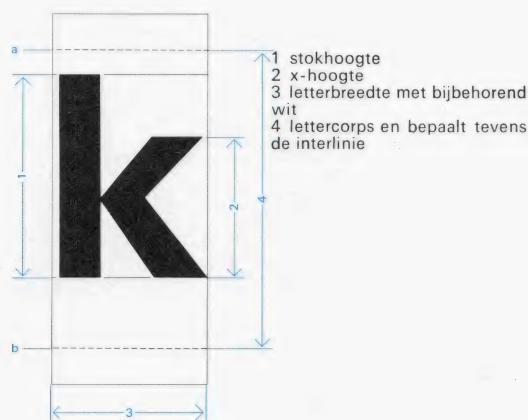 a
1 stokhoogte
2 x-hoogte
3 letterbreedte met bijbehorend
wit
4 lettercorps en bepaalt tevens
de interlinie
k
1
2
4
b
3